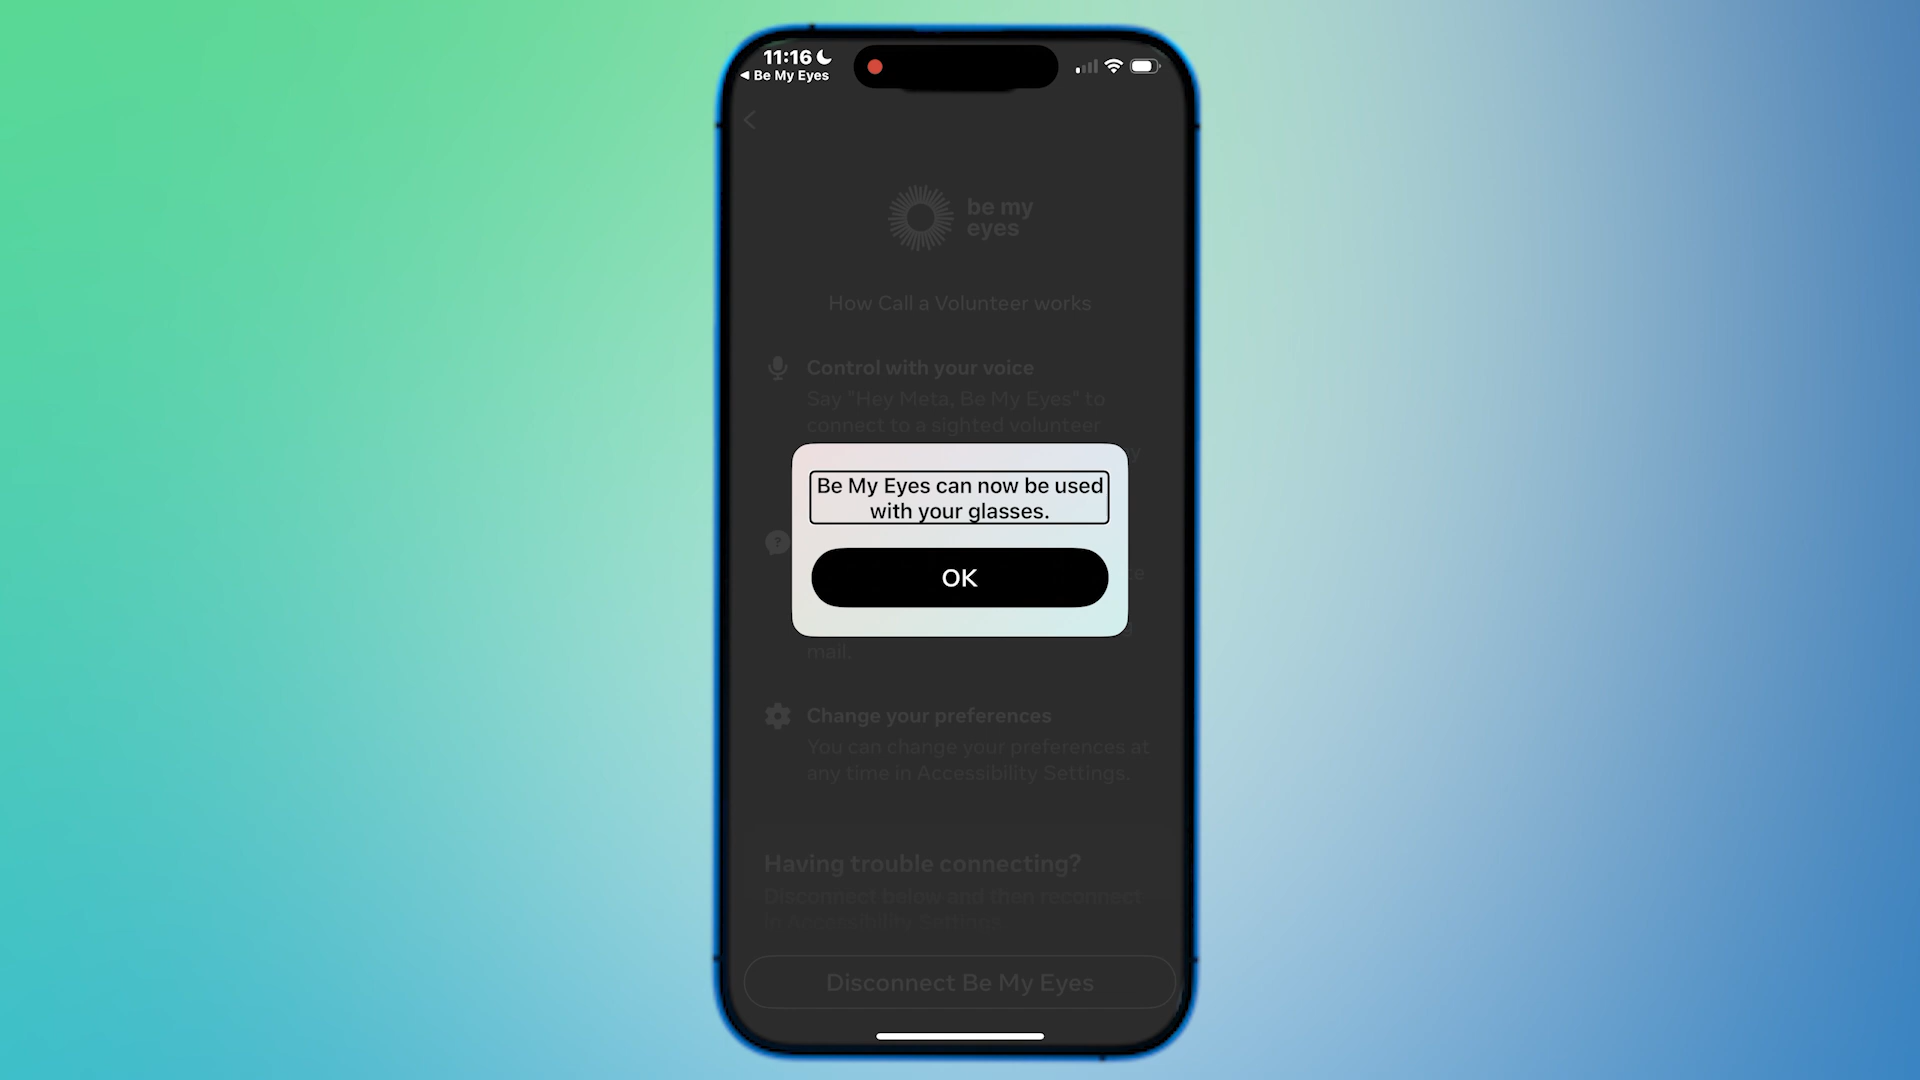 11:16
◀ Be My Eyes
be my
eyes
How Call a Volunteer works
Control with your voice
Say "Hey Meta, Be My Eyes" to
connect to a sighted volunteer
Be My Eyes can now be used
with your glasses.
OK
mail.
Change your preferences
You can change your preferences at
any time in Accessibility Settings.
Having trouble connecting?
Disconnect below and then reconnect
in Accessibility Settings
Disconnect Be My Eyes